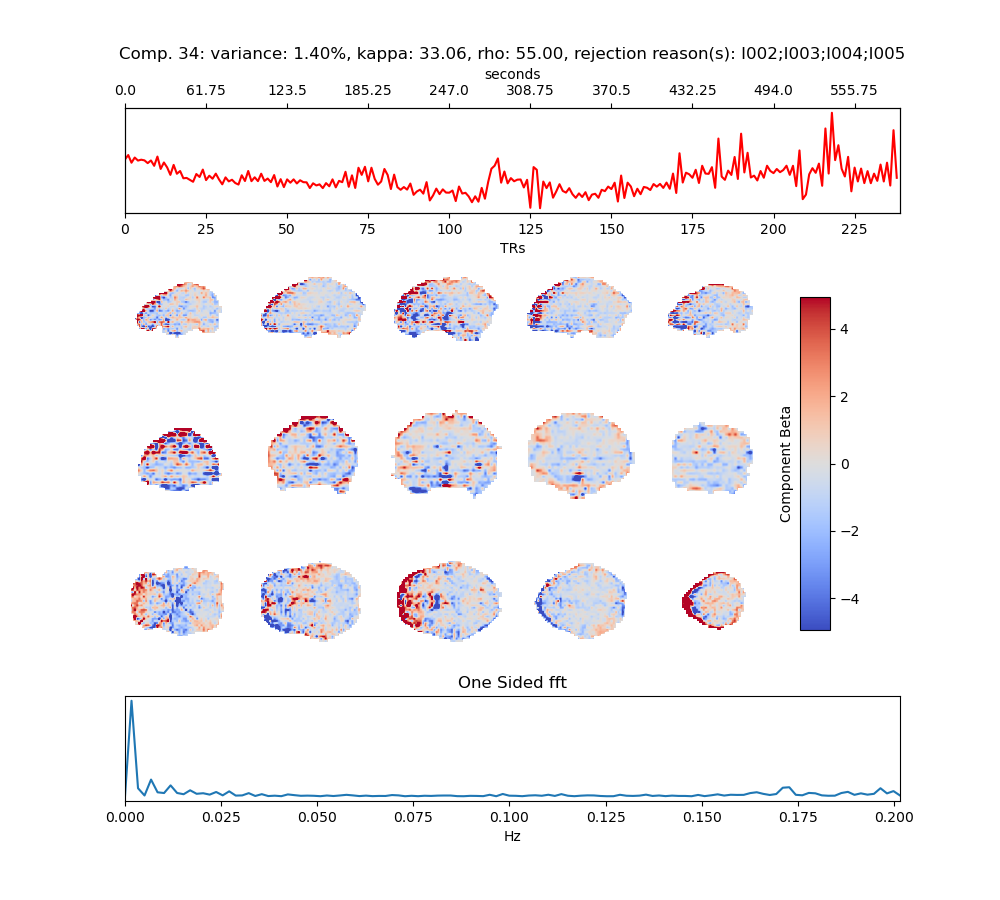 Comp. 34: variance: 1.40%, kappa: 33.06, rho: 55.00, rejection reason(s): I002;I003;I004;I005
seconds
0.0 61.75 123.5 185.25 247.0 308.75 370.5 432.25 494.0 555.75
0 25 50 75 100 125 150 175 200 225
TRs
4
2
0
−2
−4
Component Beta
One Sided fft
0.000 0.025 0.050 0.075 0.100 0.125 0.150 0.175 0.200
Hz